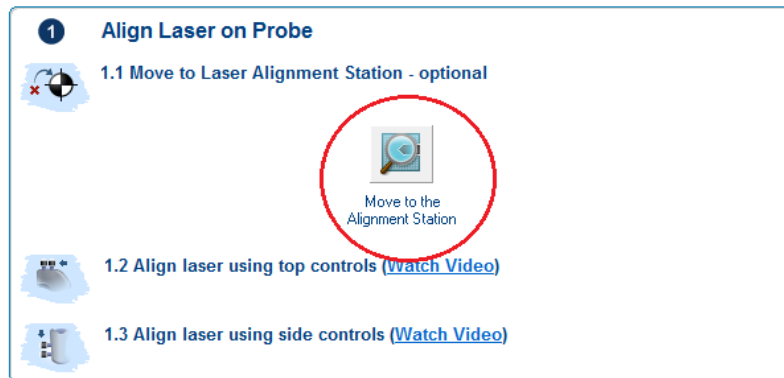 1 Align Laser on Probe
1.1 Move to Laser Alignment Station - optional
Move to the
Alignment Station
1.2 Align laser using top controls (Watch Video)
1.3 Align laser using side controls (Watch Video)